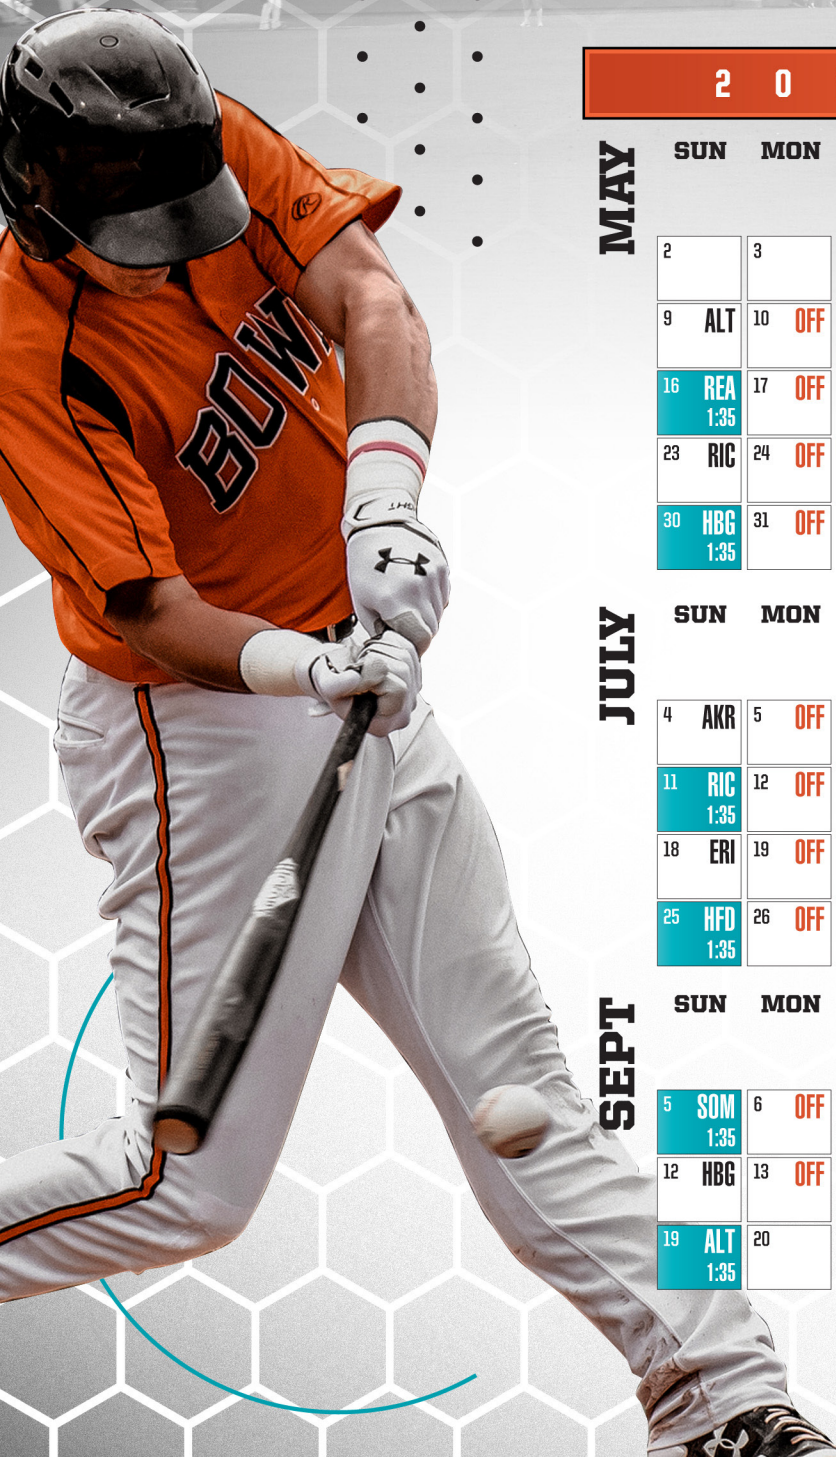 BOW
2 0
MAY
SUN MON
2 3
9 ALT 10 OFF
16 REA 1:35 17 OFF
23 RIC 24 OFF
30 HBG 1:35 31 OFF
JULY
SUN MON
4 AKR 5 OFF
11 RIC 1:35 12 OFF
18 ERI 19 OFF
25 HFD 1:35 26 OFF
SEPT
SUN MON
5 SOM 1:35 6 OFF
12 HBG 13 OFF
19 ALT 1:35 20